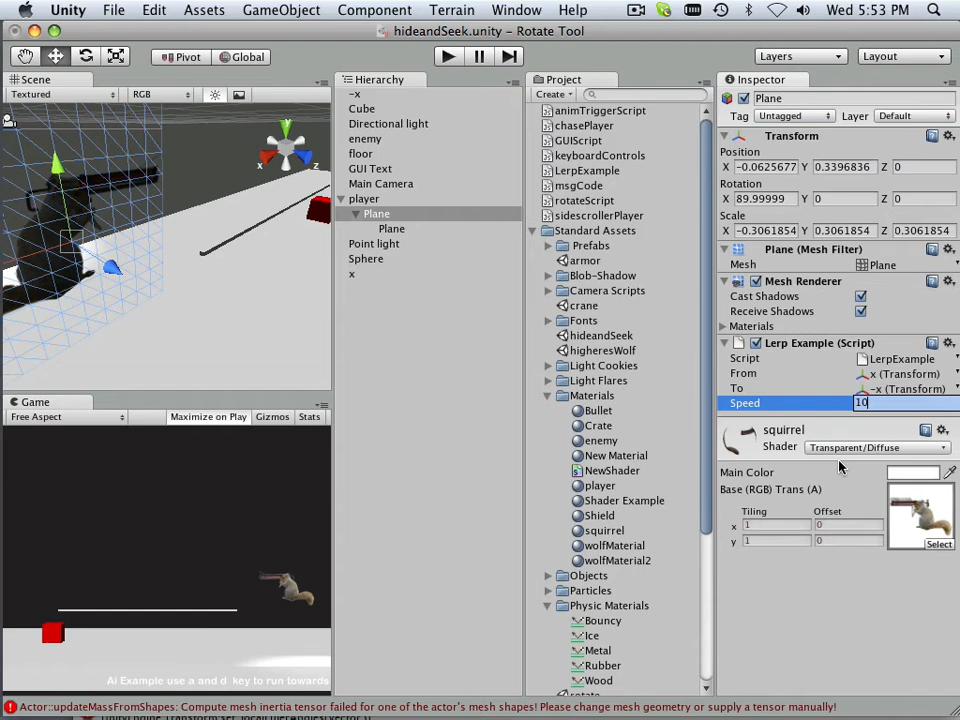 Unity File Edit Assets GameObject Component Terrain Window Help Wed 5:53 PM
hideandSeek.unity - Rotate Tool
Pivot Global Layers Layout
Scene
Textured RGB
Y
x
z
Game
Free Aspect Maximize on Play Gizmos Stats
Ai Example use a and d key to run towards
Hierarchy
-x
Cube
Directional light
enemy
floor
GUI Text
Main Camera
player
Plane
Plane
Point light
Sphere
x
Project
Create
animTriggerScript
chasePlayer
GUIScript
keyboardControls
LerpExample
msgCode
rotateScript
sidescrollerPlayer
Standard Assets
Prefabs
armor
Blob-Shadow
Camera Scripts
crane
Fonts
hideandSeek
higheresWolf
Light Cookies
Light Flares
Materials
Bullet
Crate
enemy
New Material
NewShader
player
Shader Example
Shield
squirrel
wolfMaterial
wolfMaterial2
Objects
Particles
Physic Materials
Bouncy
Ice
Metal
Rubber
Wood
Inspector
Plane
Tag Untagged Layer Default
Transform
Position
X -0.0625677 Y 0.3396836 Z 0
Rotation
X 89.99999 Y 0 Z 0
Scale
X -0.3061854 Y 0.3061854 Z 0.3061854
Plane (Mesh Filter)
Mesh Plane
Mesh Renderer
Cast Shadows
Receive Shadows
Materials
Lerp Example (Script)
Script LerpExample
From x (Transform)
To -x (Transform)
Speed 10
squirrel
Shader Transparent/Diffuse
Main Color
Base (RGB) Trans (A)
Tiling Offset
x 1 0
y 1 0
Select
Actor::updateMassFromShapes: Compute mesh inertia tensor failed for one of the actor's mesh shapes! Please change mesh geometry or supply a tensor manually!